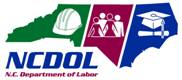 NCDOL
N.C. Department of Labor